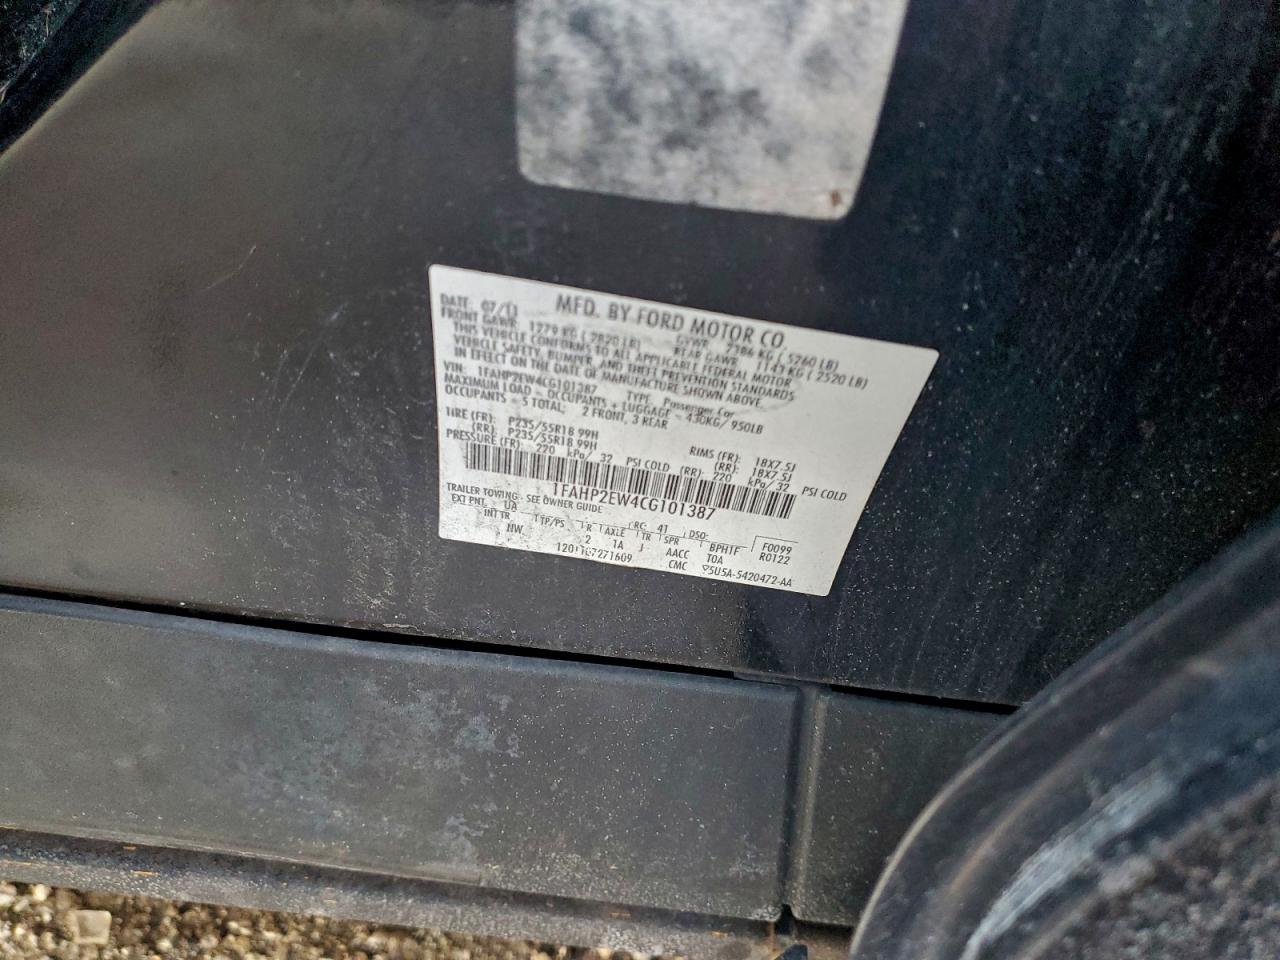 MFD. BY FORD MOTOR CO.
DATE: 07/11 GVWR: 2386 KG ( 5260 LB)
FRONT GAWR: 1279 KG ( 2820 LB) REAR GAWR: 1143 KG ( 2520 LB)
THIS VEHICLE CONFORMS TO ALL APPLICABLE FEDERAL MOTOR
VEHICLE SAFETY, BUMPER, AND THEFT PREVENTION STANDARDS
IN EFFECT ON THE DATE OF MANUFACTURE SHOWN ABOVE.
VIN: 1FAHP2EW4CG101387 TYPE: Passenger Car
MAXIMUM LOAD = OCCUPANTS + LUGGAGE = 430KG/950LB
OCCUPANTS = 5 TOTAL: 2 FRONT, 3 REAR
TIRE (FR): P235/55R18 99H RIMS (FR): 18X7.5J
(RR): P235/55R18 99H (RR): 18X7.5J
PRESSURE (FR): 220 kPa/ 32 PSI COLD (RR): 220 kPa/ 32 PSI COLD
1FAHP2EW4CG101387
TRAILER TOWING - SEE OWNER GUIDE
EXT PNT: UA RC: 41 DSO:
INT TR TP/PS R AXLE TR SPR BPH1F F0099
NW 2 1A J AACC T0A R0122
1201107271609 CMC 5U5A-5420472-AA